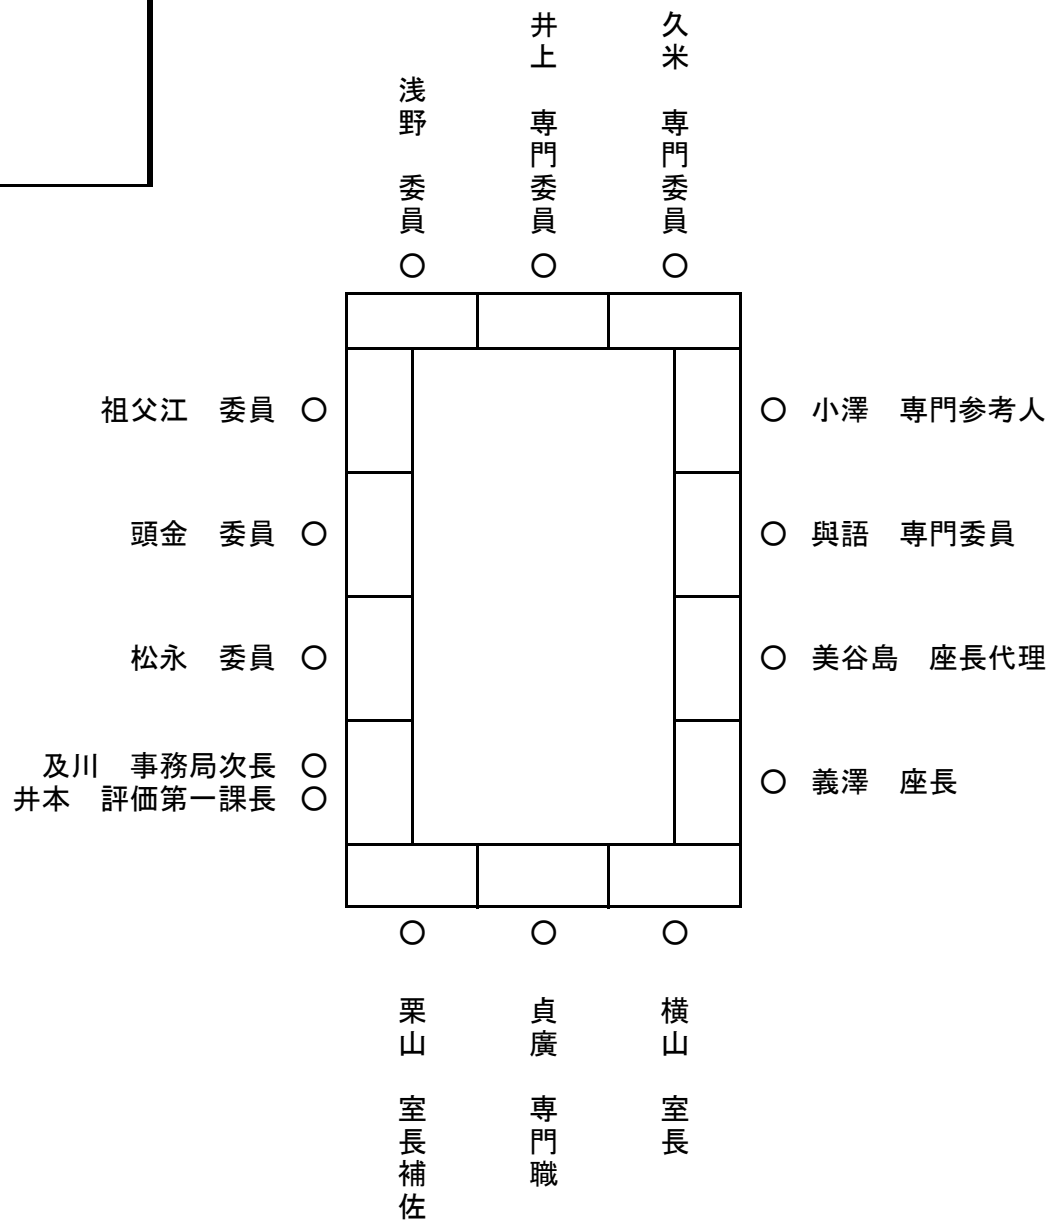 浅野　委員
井上　専門委員
久米　専門委員
祖父江　委員
小澤　専門参考人
頭金　委員
與語　専門委員
松永　委員
美谷島　座長代理
及川　事務局次長
井本　評価第一課長
義澤　座長
栗山　室長補佐
貞廣　専門職
横山　室長